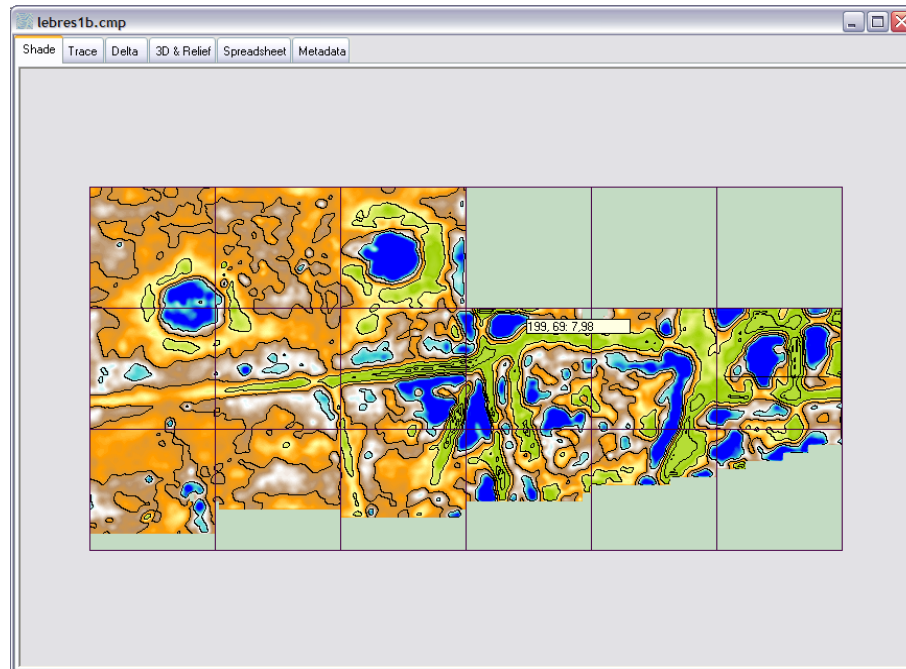 lebres1b.cmp
Shade Trace Delta 3D & Relief Spreadsheet Metadata
199, 69: 7,98